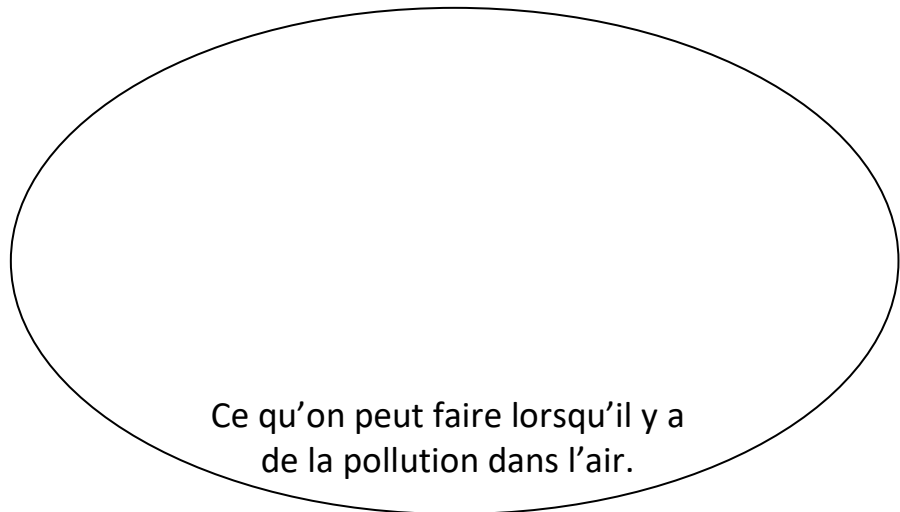 Ce qu’on peut faire lorsqu’il y a
de la pollution dans l’air.